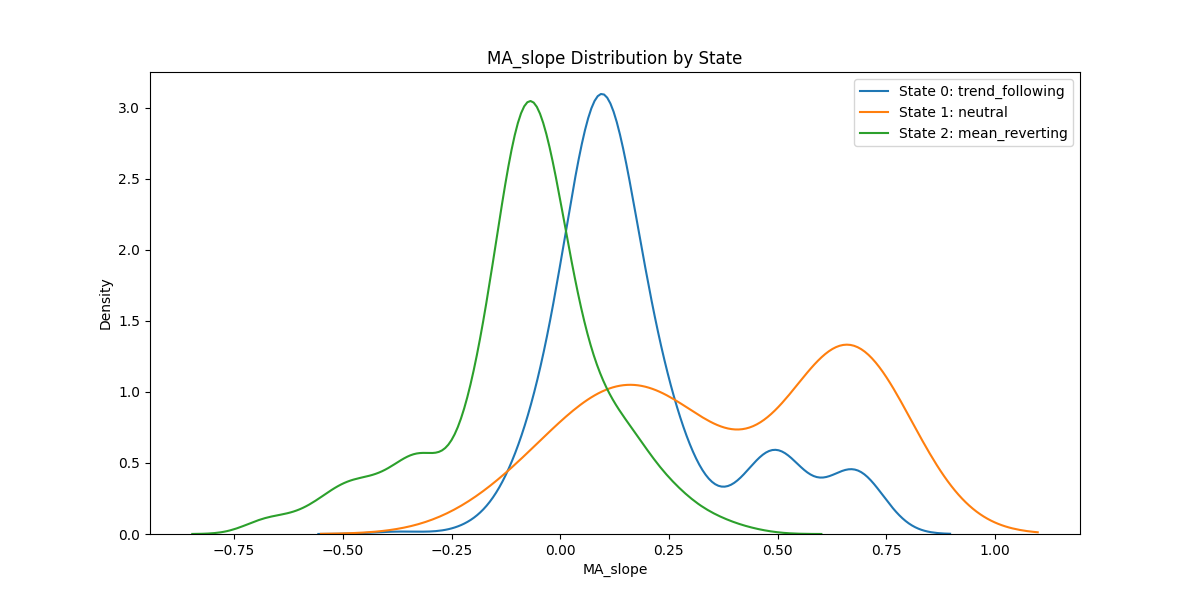 MA_slope Distribution by State
State 0: trend_following
State 1: neutral
State 2: mean_reverting
Density
3.0
2.5
2.0
1.5
1.0
0.5
0.0
−0.75 −0.50 −0.25 0.00 0.25 0.50 0.75 1.00
MA_slope